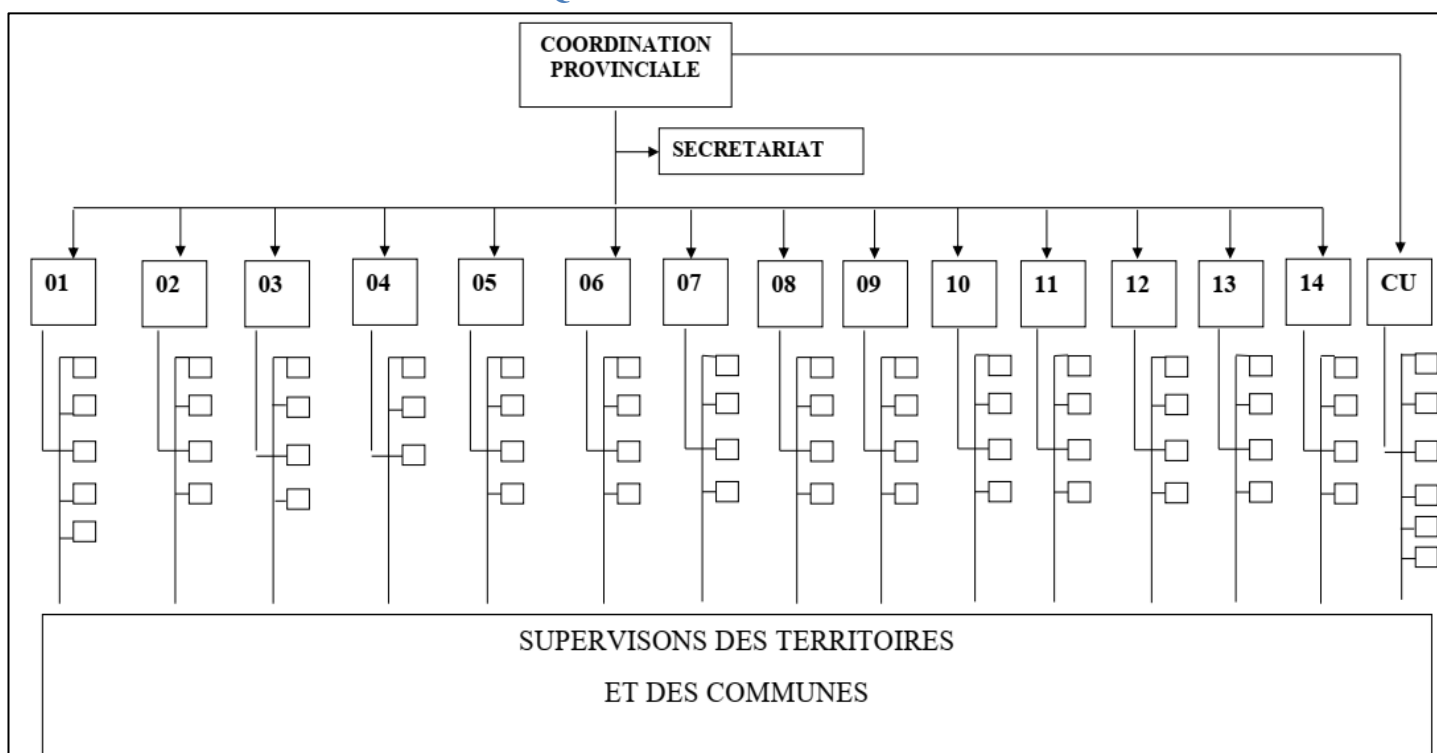 COORDINATION
PROVINCIALE
SECRETARIAT
01 02 03 04 05 06 07 08 09 10 11 12 13 14 CU
SUPERVISONS DES TERRITOIRES
ET DES COMMUNES